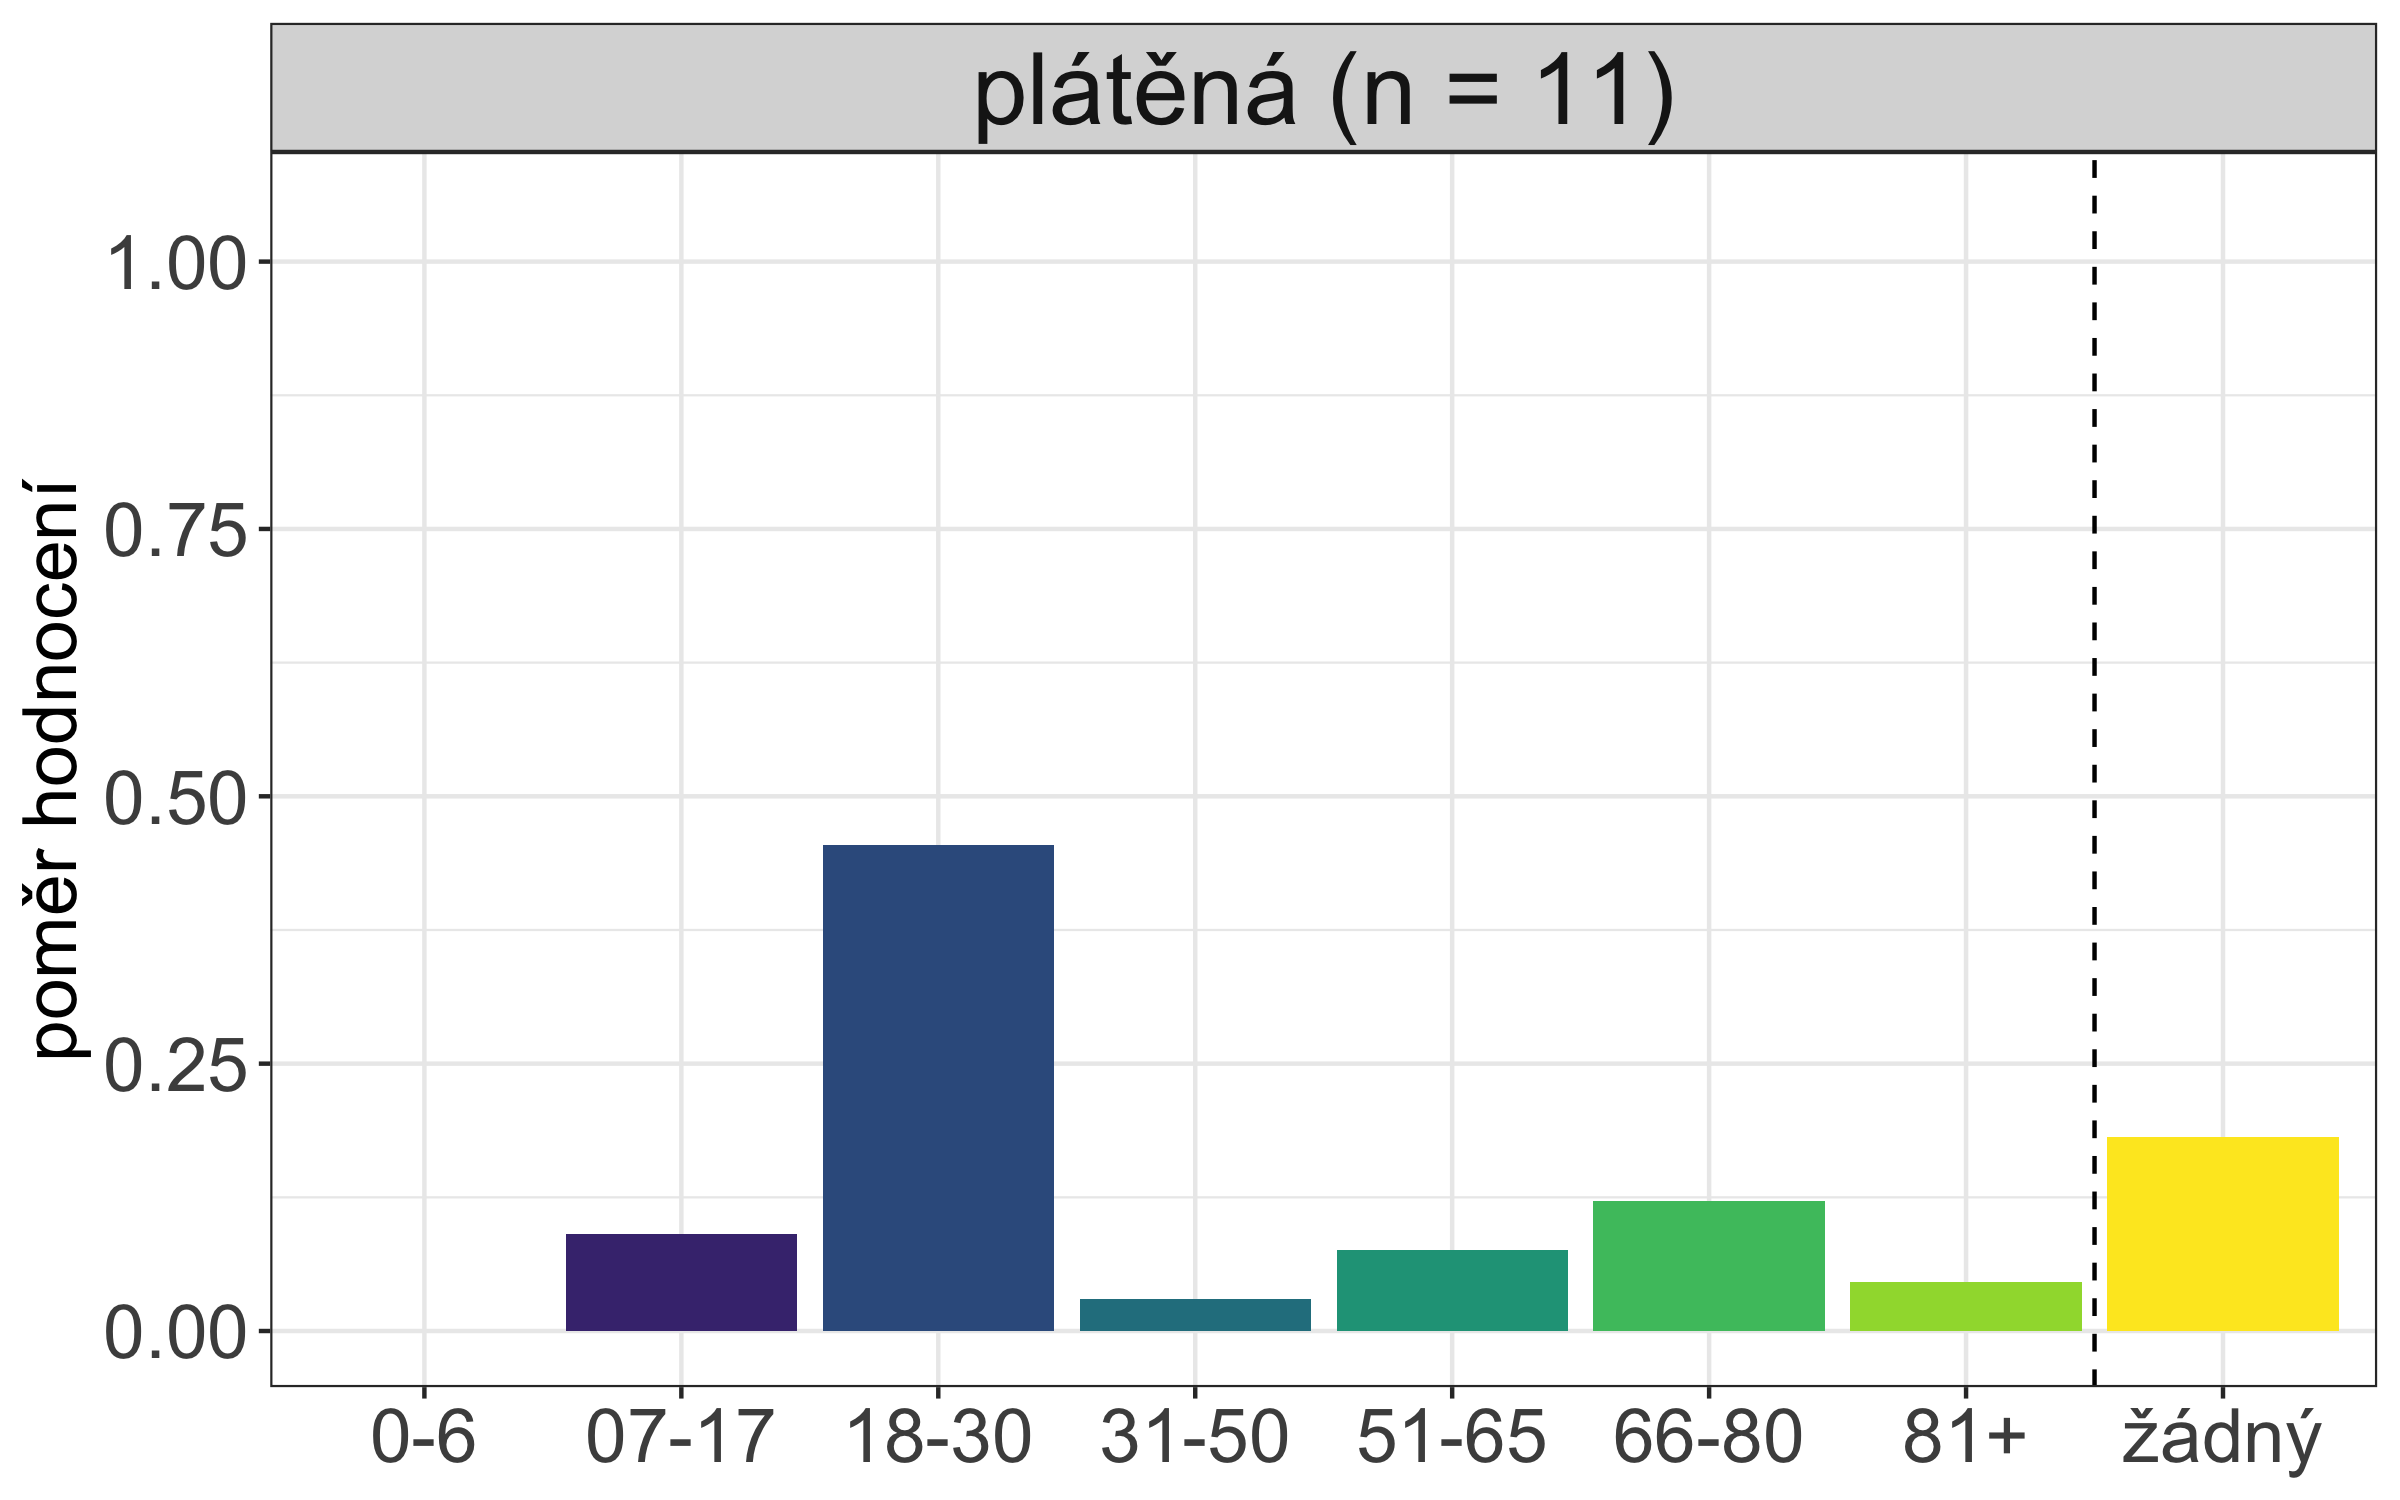 plátěná (n = 11)
poměr hodnocení
1.00
0.75
0.50
0.25
0.00
0-6 07-17 18-30 31-50 51-65 66-80 81+ žádný